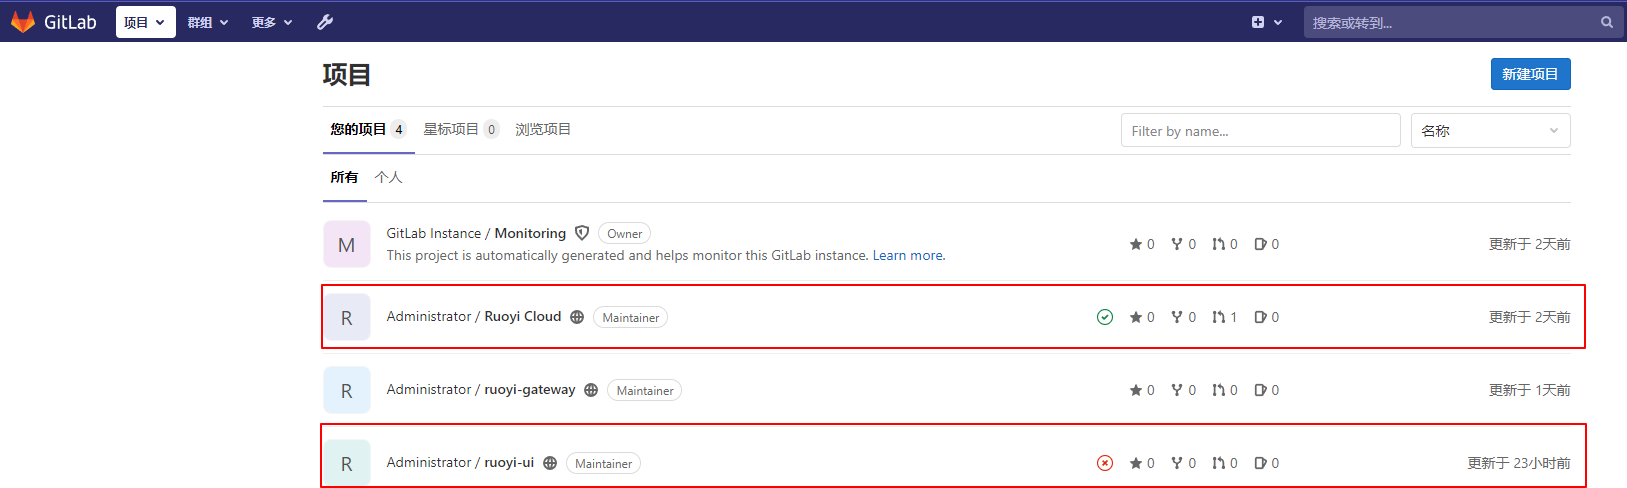 GitLab 项目 群组 更多 搜索或转到...
项目 新建项目
您的项目 4 星标项目 0 浏览项目 Filter by name... 名称
所有 个人
M GitLab Instance / Monitoring Owner 0 0 0 0 更新于 2天前
This project is automatically generated and helps monitor this GitLab instance. Learn more.
R Administrator / Ruoyi Cloud Maintainer 0 0 1 0 更新于 2天前
R Administrator / ruoyi-gateway Maintainer 0 0 0 0 更新于 1天前
R Administrator / ruoyi-ui Maintainer 0 0 0 0 更新于 23小时前